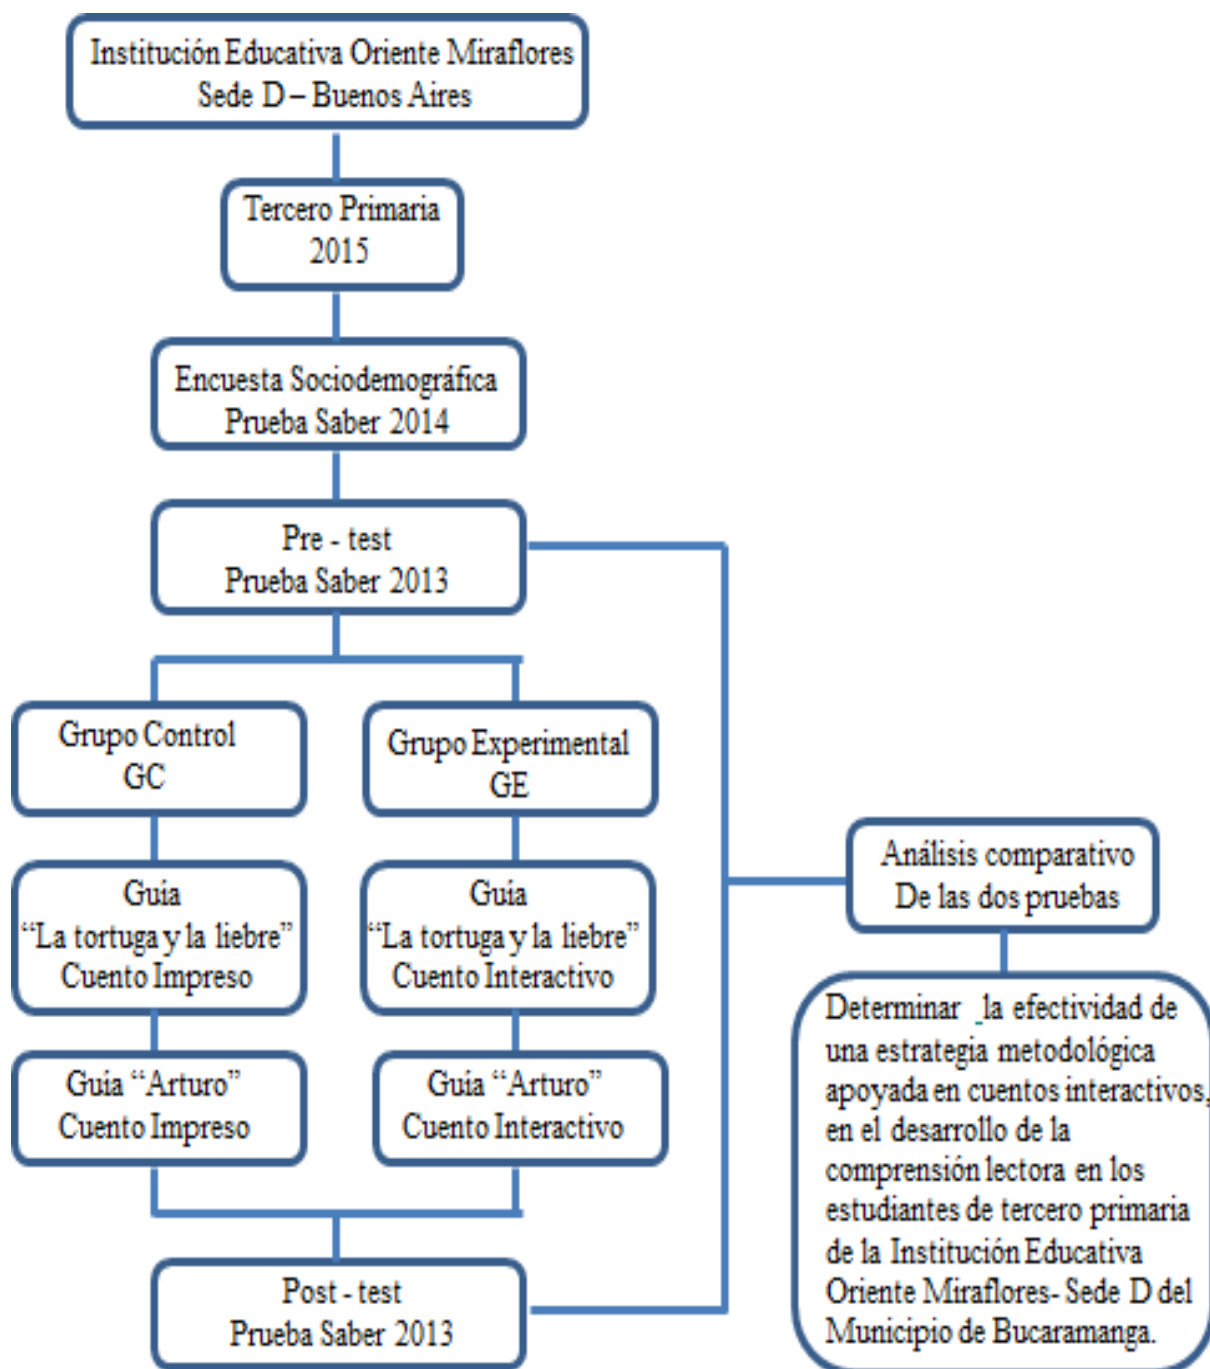 Institución Educativa Oriente Miraflores
Sede D – Buenos Aires
Tercero Primaria
2015
Encuesta Sociodemográfica
Prueba Saber 2014
Pre - test
Prueba Saber 2013
Grupo Control
GC
Grupo Experimental
GE
Guía
“La tortuga y la liebre”
Cuento Impreso
Guía
“La tortuga y la liebre”
Cuento Interactivo
Guía “Arturo”
Cuento Impreso
Guía “Arturo”
Cuento Interactivo
Post - test
Prueba Saber 2013
Análisis comparativo
De las dos pruebas
Determinar la efectividad de
una estrategia metodológica
apoyada en cuentos interactivos,
en el desarrollo de la
comprensión lectora en los
estudiantes de tercero primaria
de la Institución Educativa
Oriente Miraflores- Sede D del
Municipio de Bucaramanga.